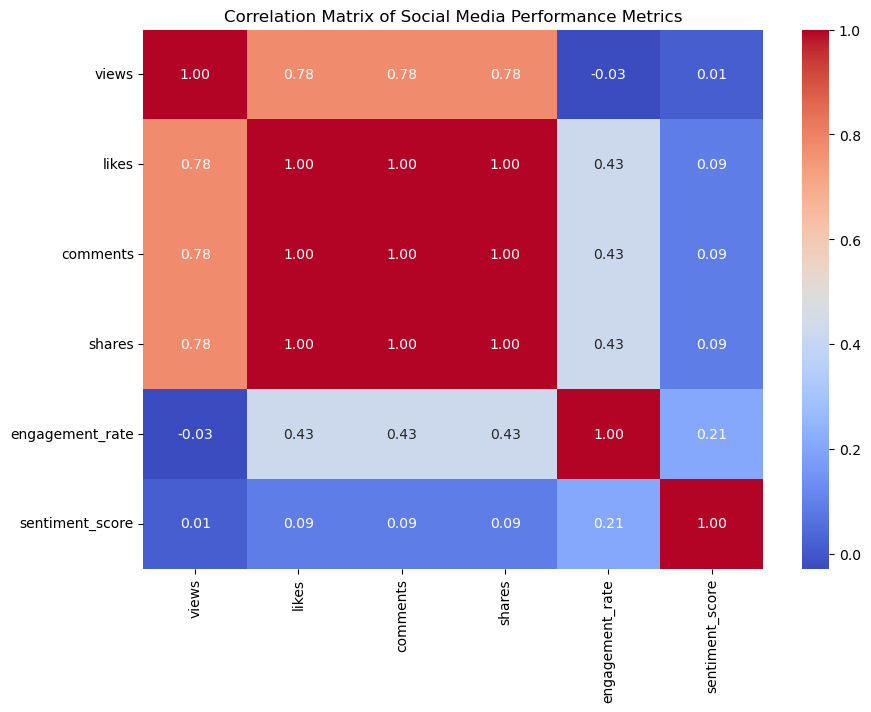 Correlation Matrix of Social Media Performance Metrics
views 1.00 0.78 0.78 0.78 -0.03 0.01
likes 0.78 1.00 1.00 1.00 0.43 0.09
comments 0.78 1.00 1.00 1.00 0.43 0.09
shares 0.78 1.00 1.00 1.00 0.43 0.09
engagement_rate -0.03 0.43 0.43 0.43 1.00 0.21
sentiment_score 0.01 0.09 0.09 0.09 0.21 1.00
views
likes
comments
shares
engagement_rate
sentiment_score
1.0
0.8
0.6
0.4
0.2
0.0